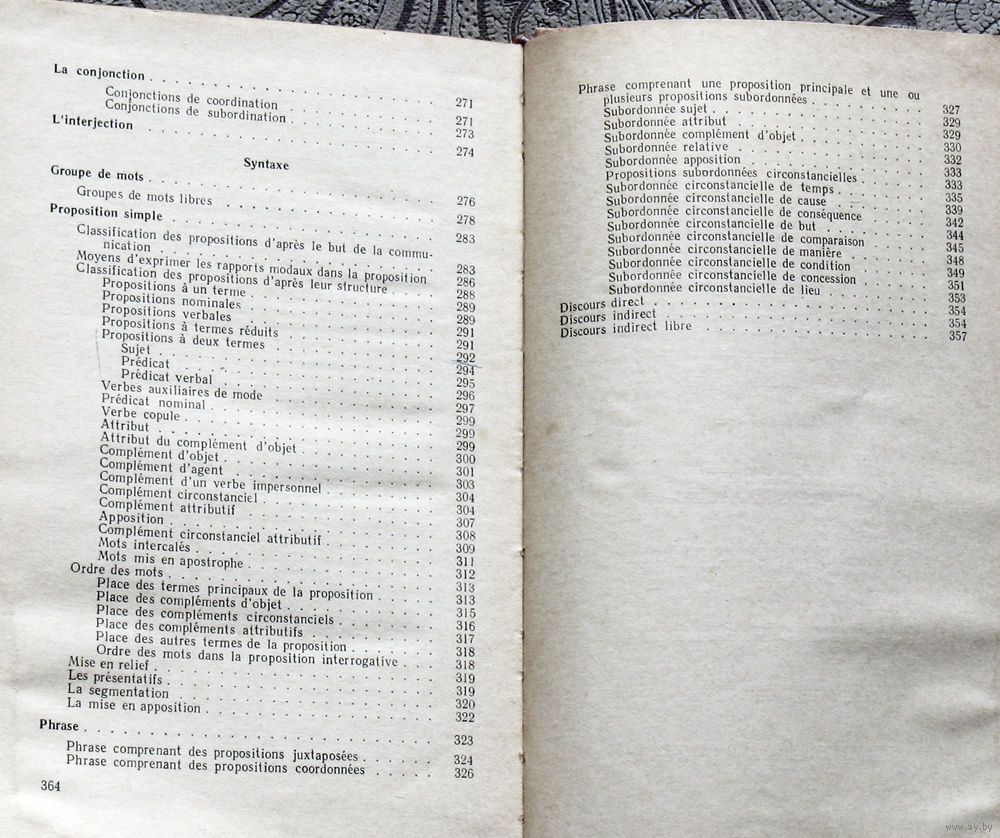 La conjonction . . . . 271
Conjonctions de coordination . . . . 271
Conjonctions de subordination . . . . 273
L'interjection . . . . 274
Syntaxe
Groupe de mots . . . . 276
Groupes de mots libres . . . . 278
Proposition simple . . . . 283
Classification des propositions d'après le but de la commu-
nication . . . . 283
Moyens d'exprimer les rapports modaux dans la proposition 286
Classification des propositions d'après leur structure . . . . 288
Propositions à un terme . . . . 289
Propositions nominales . . . . 289
Propositions verbales . . . . 291
Propositions à termes réduits . . . . 291
Propositions à deux termes . . . . 292
Sujet . . . . 294
Prédicat . . . . 295
Prédicat verbal . . . . 296
Verbes auxiliaires de mode . . . . 297
Prédicat nominal . . . . 299
Verbe copule . . . . 299
Attribut . . . . 299
Attribut du complément d'objet . . . . 300
Complément d'objet . . . . 301
Complément d'agent . . . . 303
Complément d'un verbe impersonnel . . . . 304
Complément circonstanciel . . . . 304
Complément attributif . . . . 307
Apposition . . . . 308
Complément circonstanciel attributif . . . . 309
Mots intercalés . . . . 311
Mots mis en apostrophe . . . . 312
Ordre des mots . . . . 313
Place des termes principaux de la proposition . . . . 313
Place des compléments d'objet . . . . 315
Place des compléments circonstanciels . . . . 316
Place des compléments attributifs . . . . 317
Place des autres termes de la proposition . . . . 318
Ordre des mots dans la proposition interrogative . . . . 318
Mise en relief . . . . 319
Les présentatifs . . . . 319
La segmentation . . . . 320
La mise en apposition . . . . 322
Phrase . . . . 323
Phrase comprenant des propositions juxtaposées . . . . 324
Phrase comprenant des propositions coordonnées . . . . 326
364
Phrase comprenant une proposition principale et une ou
plusieurs propositions subordonnées . . . . 327
Subordonnée sujet . . . . 329
Subordonnée attribut . . . . 329
Subordonnée complément d'objet . . . . 330
Subordonnée relative . . . . 332
Subordonnée apposition . . . . 333
Propositions subordonnées circonstancielles . . . . 333
Subordonnée circonstancielle de temps . . . . 335
Subordonnée circonstancielle de cause . . . . 339
Subordonnée circonstancielle de conséquence . . . . 342
Subordonnée circonstancielle de but . . . . 344
Subordonnée circonstancielle de comparaison . . . . 345
Subordonnée circonstancielle de manière . . . . 348
Subordonnée circonstancielle de condition . . . . 349
Subordonnée circonstancielle de concession . . . . 351
Subordonnée circonstancielle de lieu . . . . 353
Discours direct . . . . 354
Discours indirect . . . . 354
Discours indirect libre . . . . 357
www.ay.by